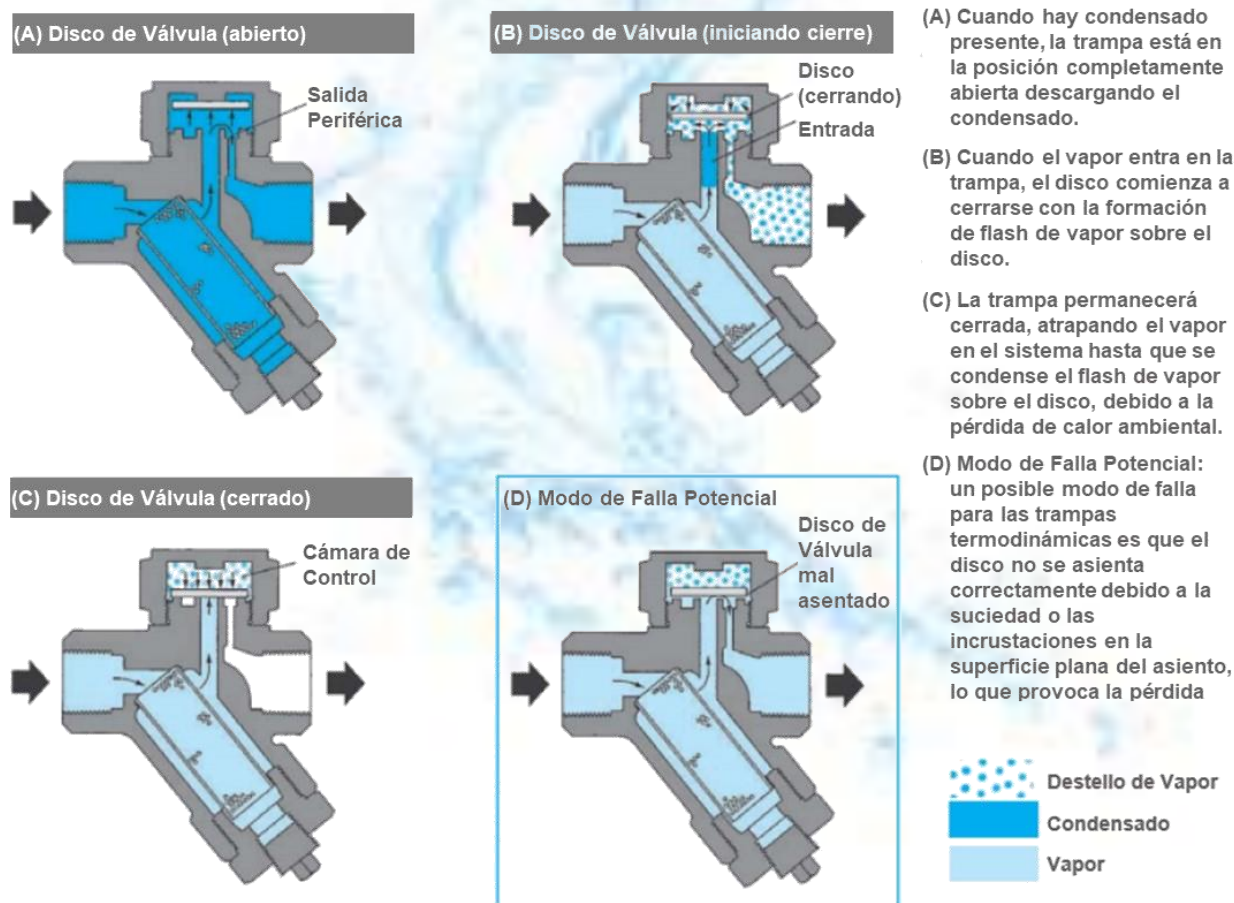 (A) Disco de Válvula (abierto)
Salida
Periférica
(B) Disco de Válvula (iniciando cierre)
Disco
(cerrando)
Entrada
(C) Disco de Válvula (cerrado)
Cámara de
Control
(D) Modo de Falla Potencial
Disco de
Válvula
mal
asentado
(A) Cuando hay condensado
presente, la trampa está en
la posición completamente
abierta descargando el
condensado.
(B) Cuando el vapor entra en la
trampa, el disco comienza a
cerrarse con la formación
de flash de vapor sobre el
disco.
(C) La trampa permanecerá
cerrada, atrapando el vapor
en el sistema hasta que se
condense el flash de vapor
sobre el disco, debido a la
pérdida de calor ambiental.
(D) Modo de Falla Potencial:
un posible modo de falla
para las trampas
termodinámicas es que el
disco no se asienta
correctamente debido a la
suciedad o las
incrustaciones en la
superficie plana del asiento,
lo que provoca la pérdida
Destello de Vapor
Condensado
Vapor